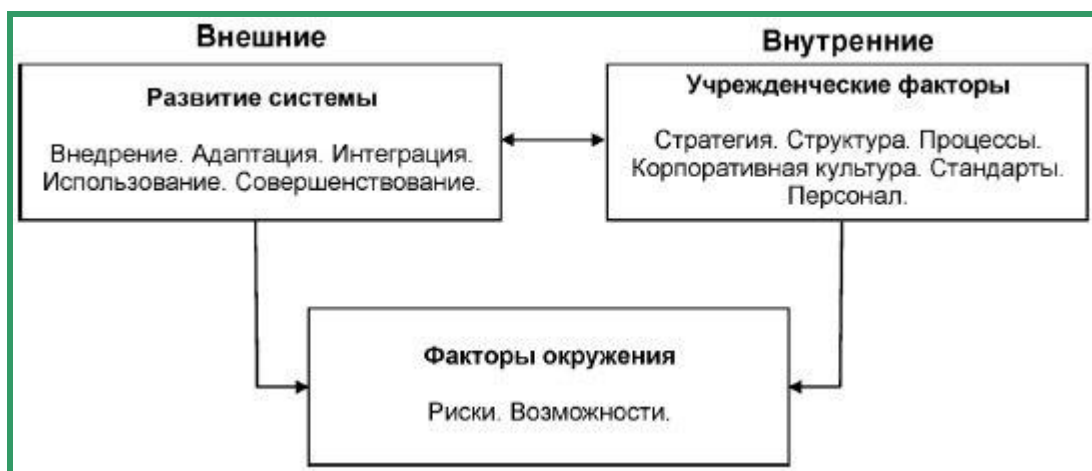 Внешние
Развитие системы
Внедрение. Адаптация. Интеграция.
Использование. Совершенствование.
Внутренние
Учрежденческие факторы
Стратегия. Структура. Процессы.
Корпоративная культура. Стандарты.
Персонал.
Факторы окружения
Риски. Возможности.